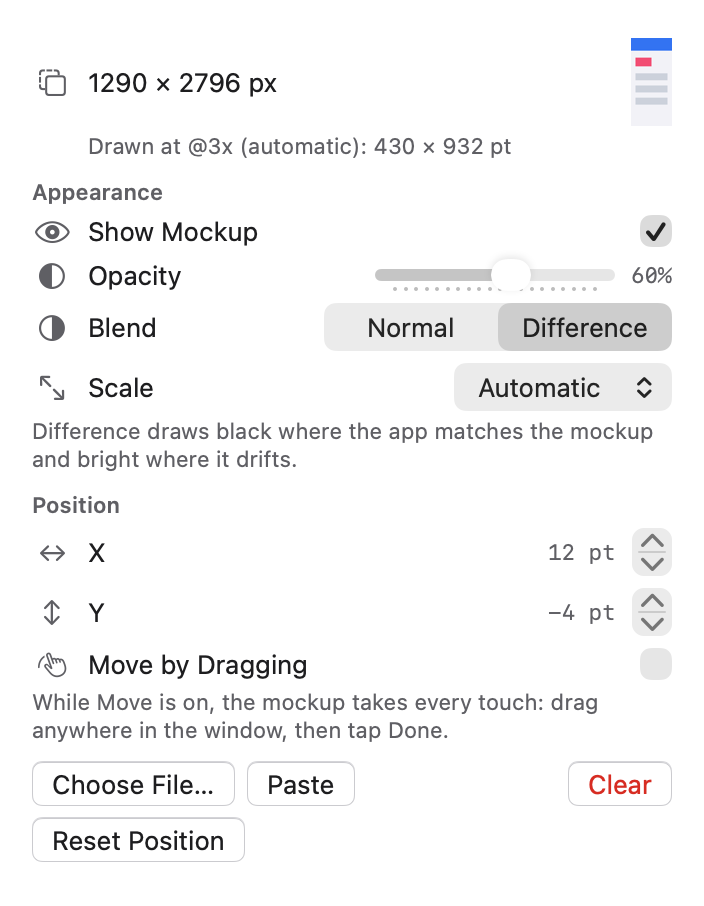 1290 × 2796 px
Drawn at @3x (automatic): 430 × 932 pt
Appearance
Show Mockup
Opacity 60%
Blend Normal Difference
Scale Automatic
Difference draws black where the app matches the mockup
and bright where it drifts.
Position
X 12 pt
Y −4 pt
Move by Dragging
While Move is on, the mockup takes every touch: drag
anywhere in the window, then tap Done.
Choose File... Paste Clear
Reset Position